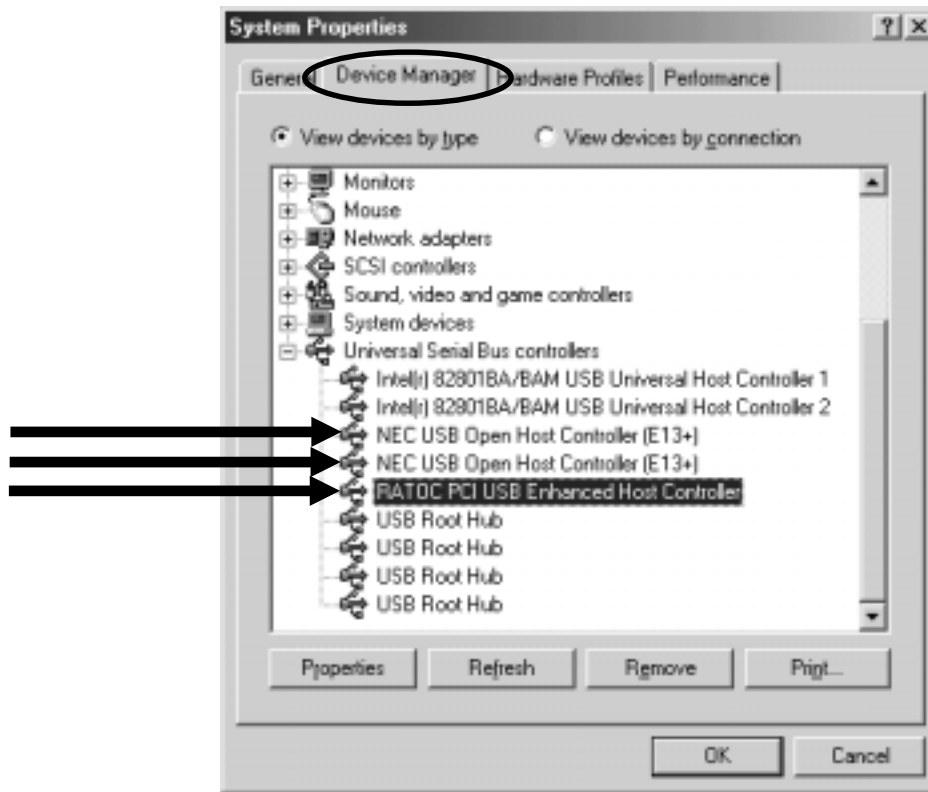 System Properties
General Device Manager Hardware Profiles Performance
View devices by type View devices by connection
Monitors
Mouse
Network adapters
SCSI controllers
Sound, video and game controllers
System devices
Universal Serial Bus controllers
Intel(r) 82801BA/BAM USB Universal Host Controller 1
Intel(r) 82801BA/BAM USB Universal Host Controller 2
NEC USB Open Host Controller (E13+)
NEC USB Open Host Controller (E13+)
RATOC PCI USB Enhanced Host Controller
USB Root Hub
USB Root Hub
USB Root Hub
USB Root Hub
Properties Refresh Remove Print...
OK Cancel